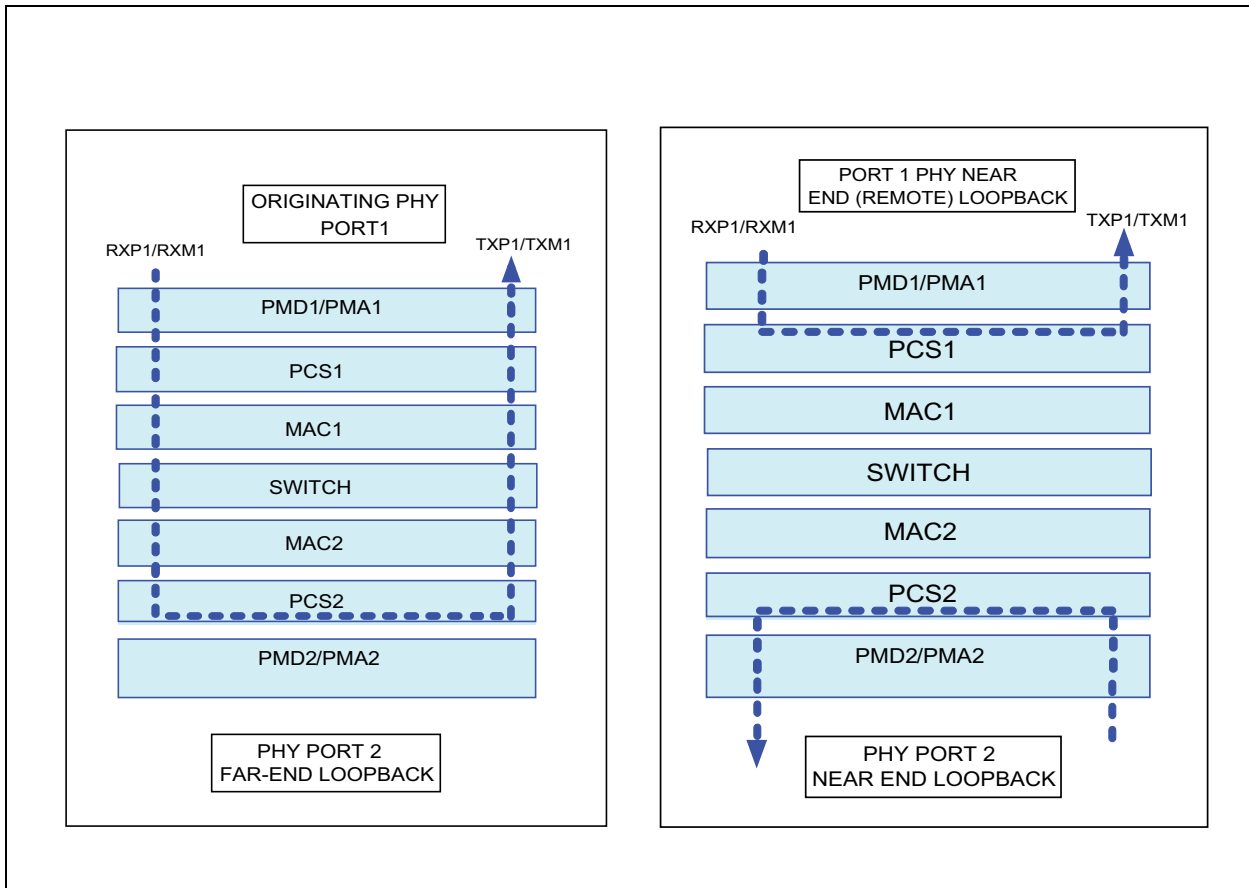 ORIGINATING PHY
PORT1
RXP1/RXM1
TXP1/TXM1
PMD1/PMA1
PCS1
MAC1
SWITCH
MAC2
PCS2
PMD2/PMA2
PHY PORT 2
FAR-END LOOPBACK
PORT 1 PHY NEAR
END (REMOTE) LOOPBACK
RXP1/RXM1
TXP1/TXM1
PMD1/PMA1
PCS1
MAC1
SWITCH
MAC2
PCS2
PMD2/PMA2
PHY PORT 2
NEAR END LOOPBACK